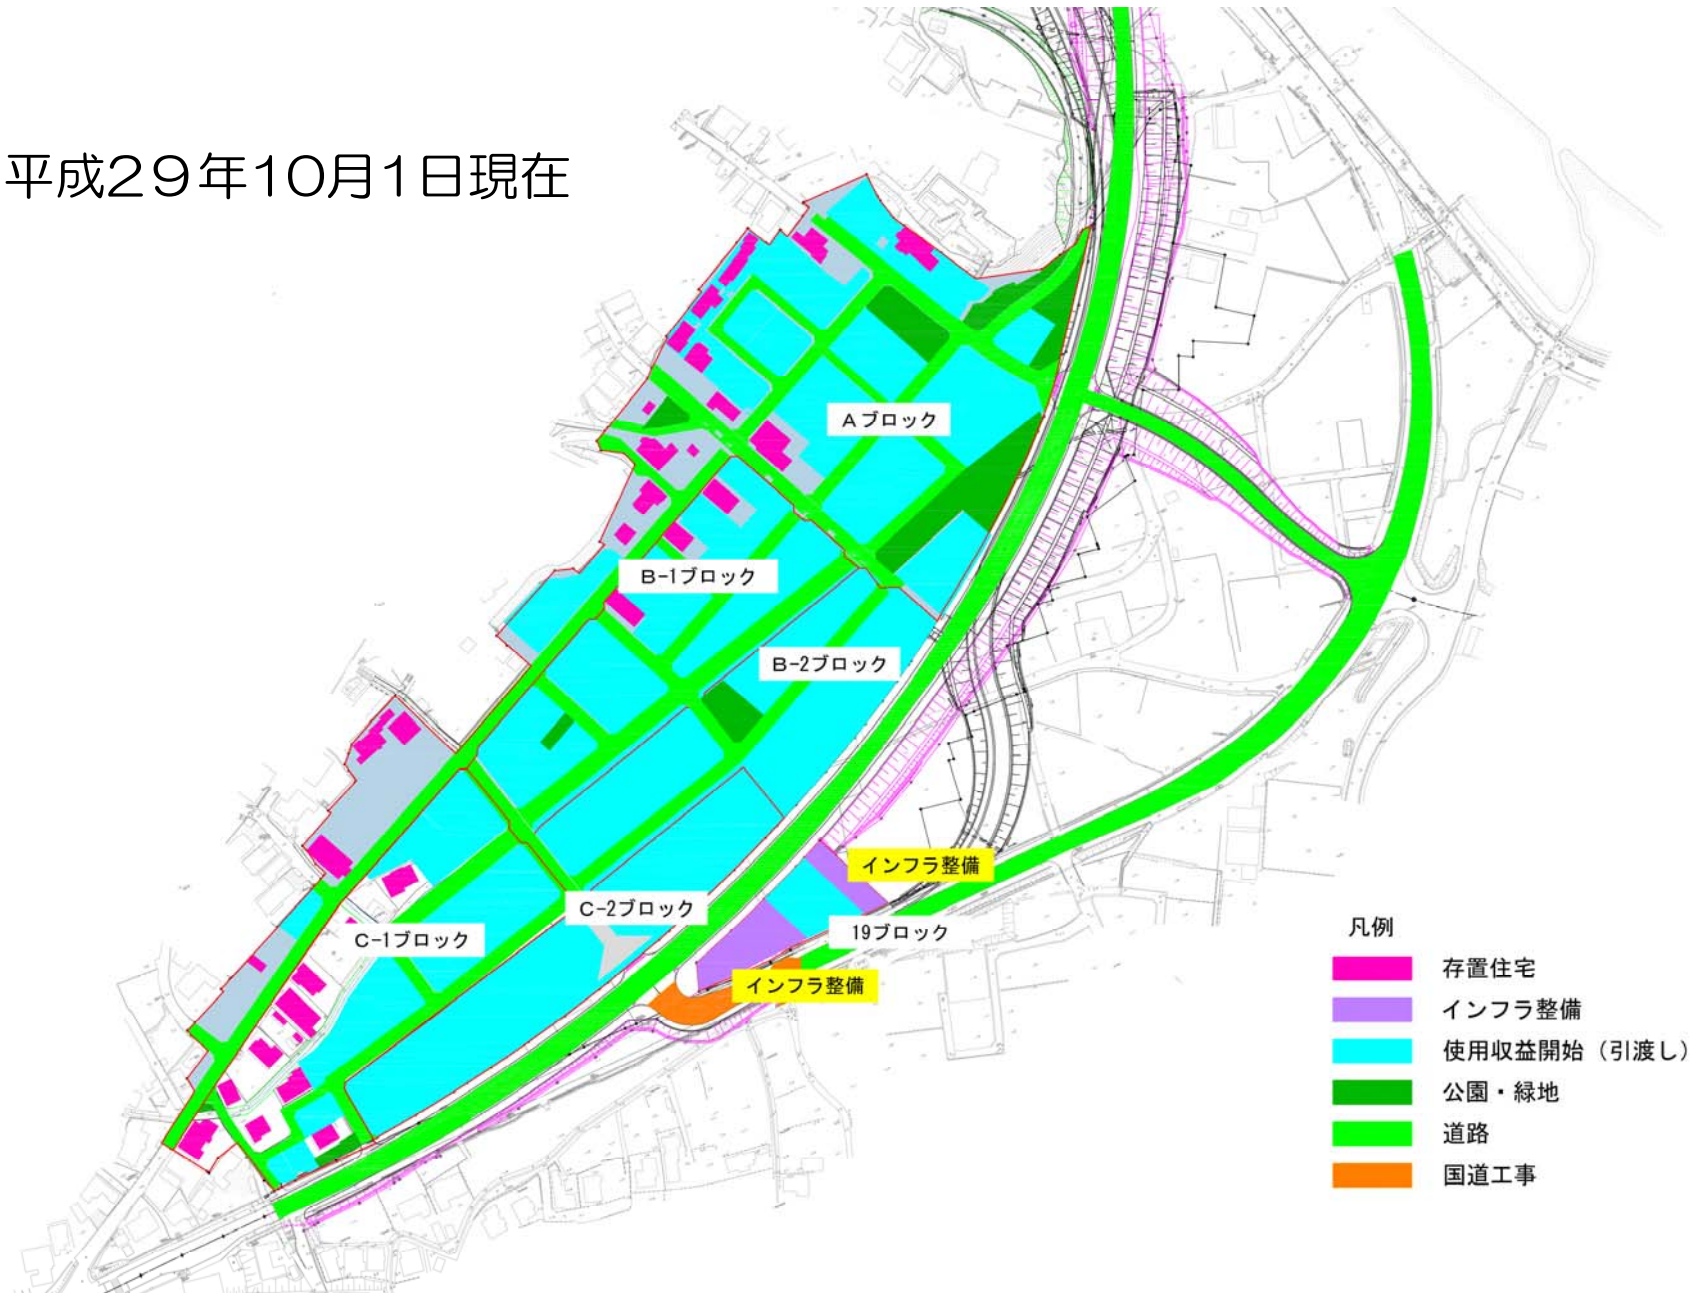 平成２９年１０月１日現在
Ａブロック
Ｂ-1ブロック
Ｂ-2ブロック
インフラ整備
Ｃ-2ブロック
19ブロック
Ｃ-1ブロック
インフラ整備
凡例
存置住宅
インフラ整備
使用収益開始（引渡し）
公園・緑地
道路
国道工事